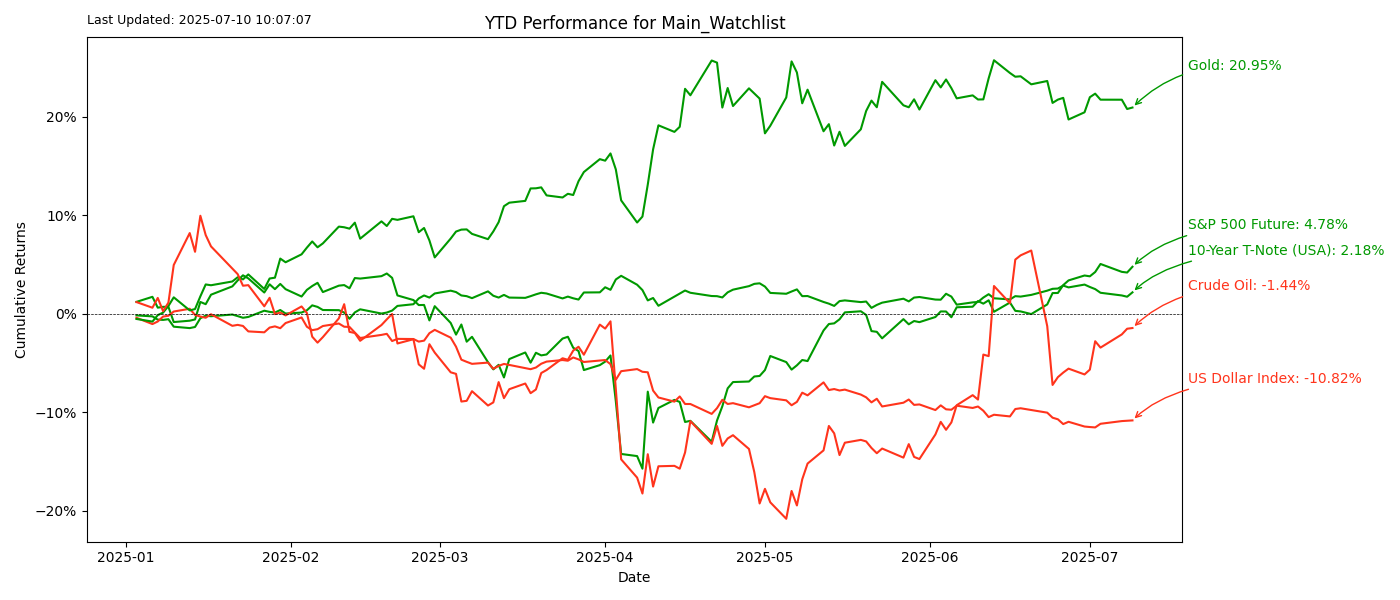 Last Updated: 2025-07-10 10:07:07
YTD Performance for Main_Watchlist
Gold: 20.95%
S&P 500 Future: 4.78%
10-Year T-Note (USA): 2.18%
Crude Oil: -1.44%
US Dollar Index: -10.82%
Cumulative Returns
20%
10%
0%
−10%
−20%
2025-01
2025-02
2025-03
2025-04
2025-05
2025-06
2025-07
Date